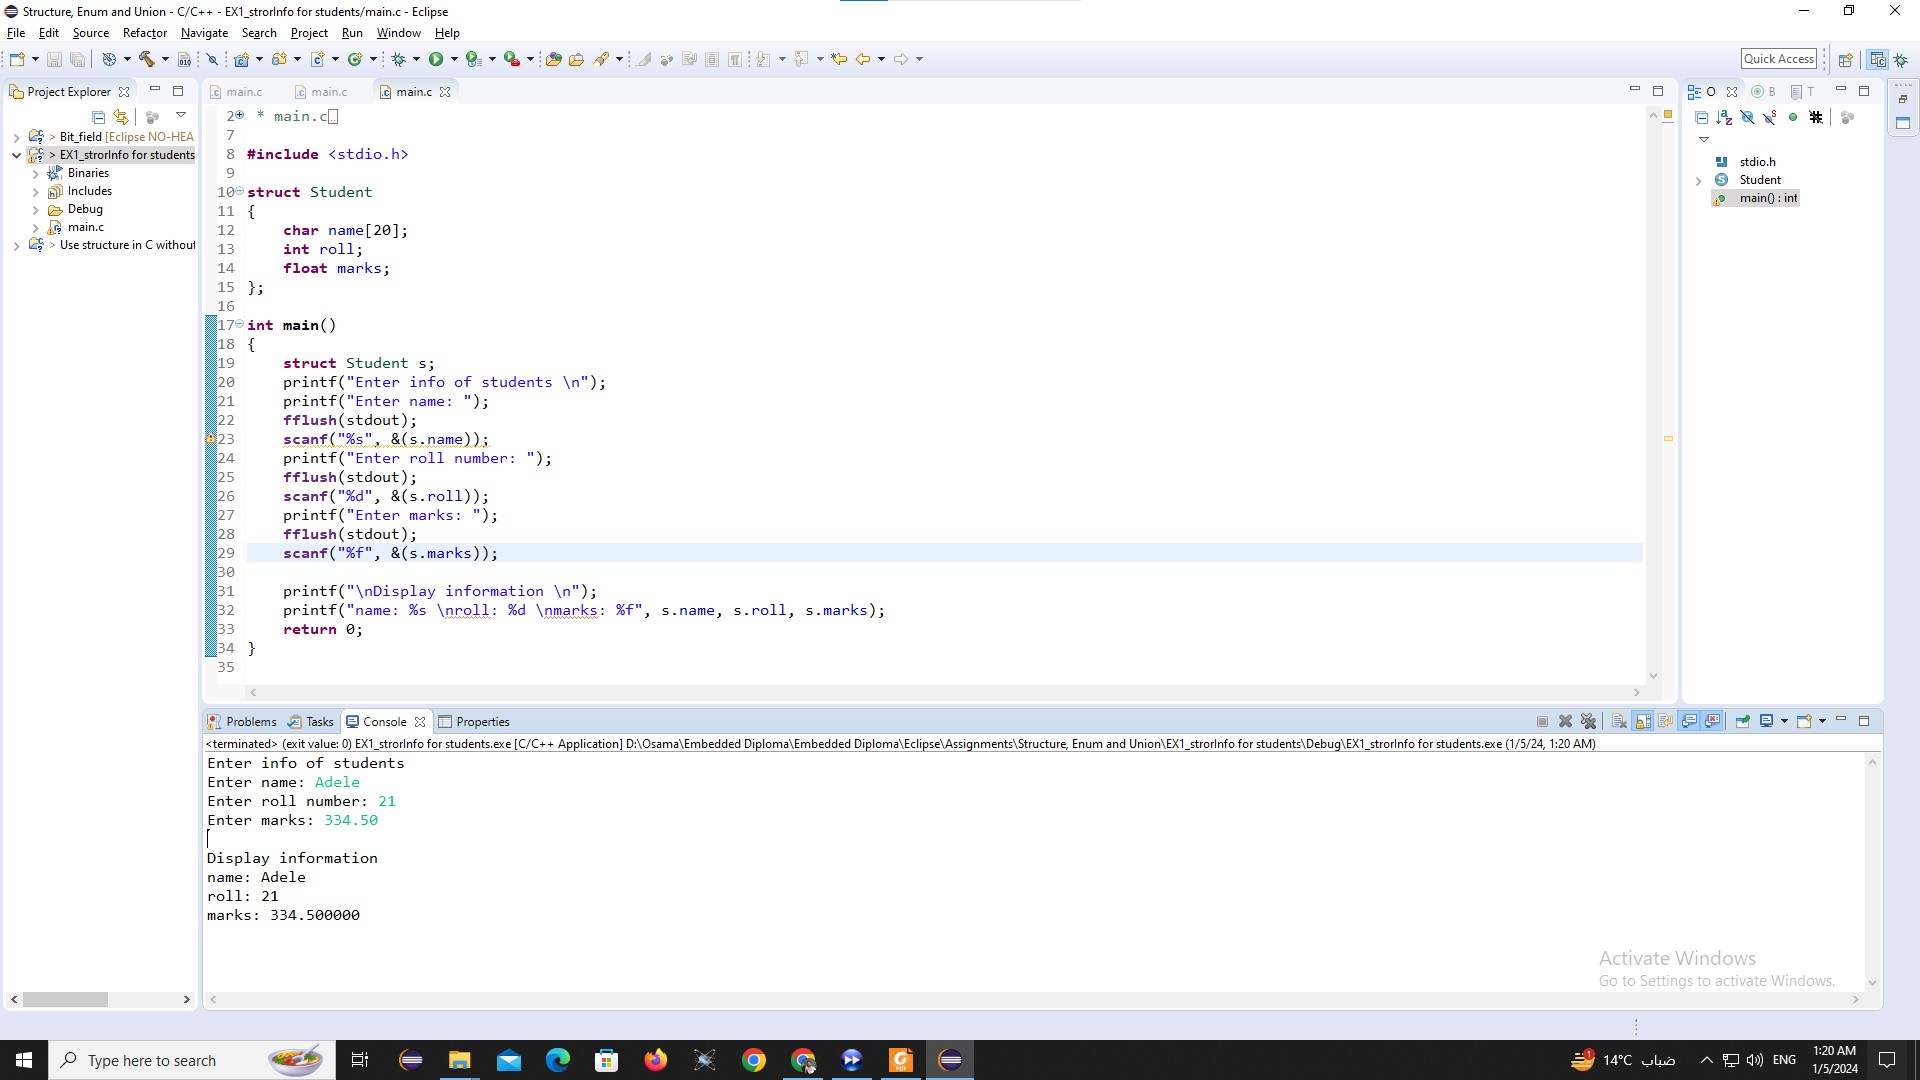 Structure, Enum and Union - C/C++ - EX1_strorInfo for students/main.c - Eclipse
File Edit Source Refactor Navigate Search Project Run Window Help
Quick Access
Project Explorer
main.c main.c main.c
O B T
> Bit_field [Eclipse NO-HEA
> EX1_strorInfo for students
Binaries
Includes
Debug
main.c
> Use structure in C without
2 * main.c
7
8 #include <stdio.h>
9
10 struct Student
11 {
12 char name[20];
13 int roll;
14 float marks;
15 };
16
17 int main()
18 {
19 struct Student s;
20 printf("Enter info of students \n");
21 printf("Enter name: ");
22 fflush(stdout);
23 scanf("%s", &(s.name));
24 printf("Enter roll number: ");
25 fflush(stdout);
26 scanf("%d", &(s.roll));
27 printf("Enter marks: ");
28 fflush(stdout);
29 scanf("%f", &(s.marks));
30
31 printf("\nDisplay information \n");
32 printf("name: %s \nroll: %d \nmarks: %f", s.name, s.roll, s.marks);
33 return 0;
34 }
35
stdio.h
Student
main() : int
Problems Tasks Console Properties
<terminated> (exit value: 0) EX1_strorInfo for students.exe [C/C++ Application] D:\Osama\Embedded Diploma\Embedded Diploma\Eclipse\Assignments\Structure, Enum and Union\EX1_strorInfo for students\Debug\EX1_strorInfo for students.exe (1/5/24, 1:20 AM)
Enter info of students
Enter name: Adele
Enter roll number: 21
Enter marks: 334.50
Display information
name: Adele
roll: 21
marks: 334.500000
Activate Windows
Go to Settings to activate Windows.
Type here to search
1
14°C ضباب
ENG
1:20 AM
1/5/2024